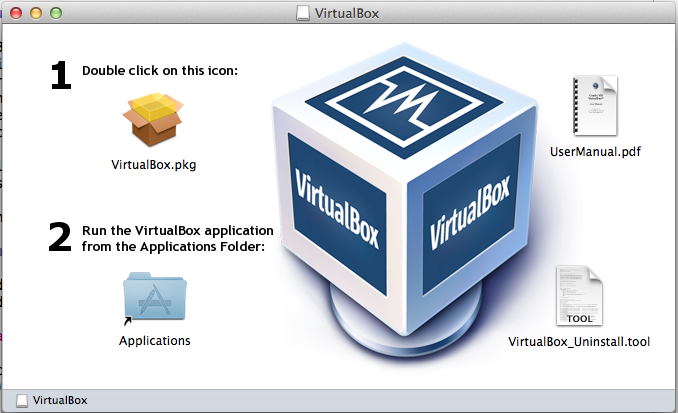 VirtualBox
1
Double click on this icon:
VirtualBox.pkg
2
Run the VirtualBox application
from the Applications Folder:
Applications
VirtualBox
VirtualBox
UserManual.pdf
TOOL
VirtualBox_Uninstall.tool
VirtualBox